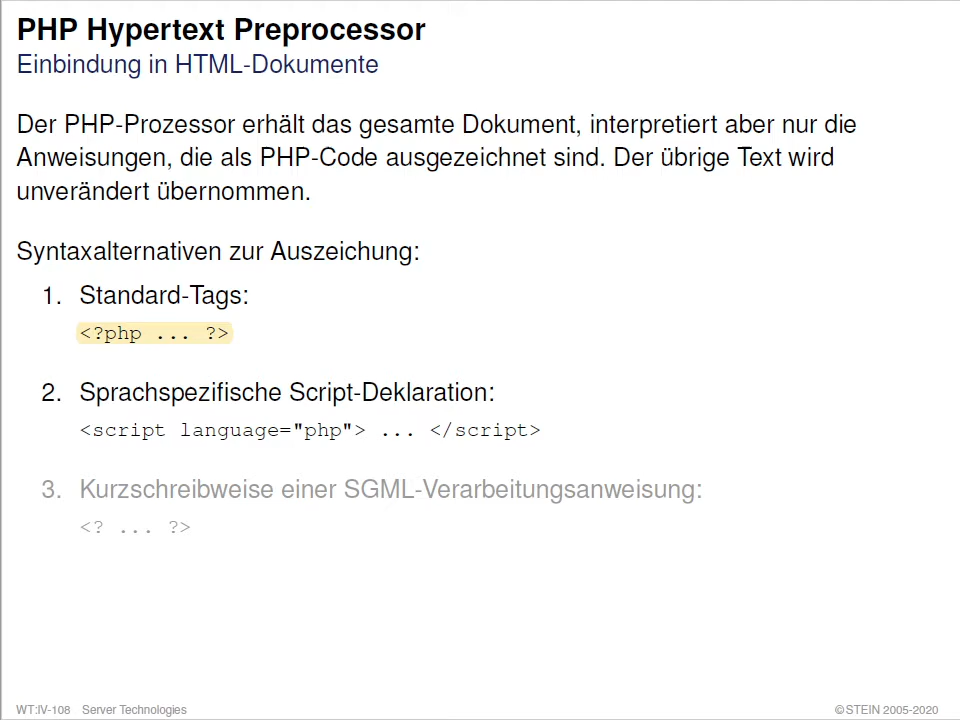 PHP Hypertext Preprocessor
Einbindung in HTML-Dokumente
Der PHP-Prozessor erhält das gesamte Dokument, interpretiert aber nur die
Anweisungen, die als PHP-Code ausgezeichnet sind. Der übrige Text wird
unverändert übernommen.
Syntaxalternativen zur Auszeichung:
1. Standard-Tags:
<?php ... ?>
2. Sprachspezifische Script-Deklaration:
<script language="php"> ... </script>
3. Kurzschreibweise einer SGML-Verarbeitungsanweisung:
<? ... ?>
WT:IV-108 Server Technologies
© STEIN 2005-2020